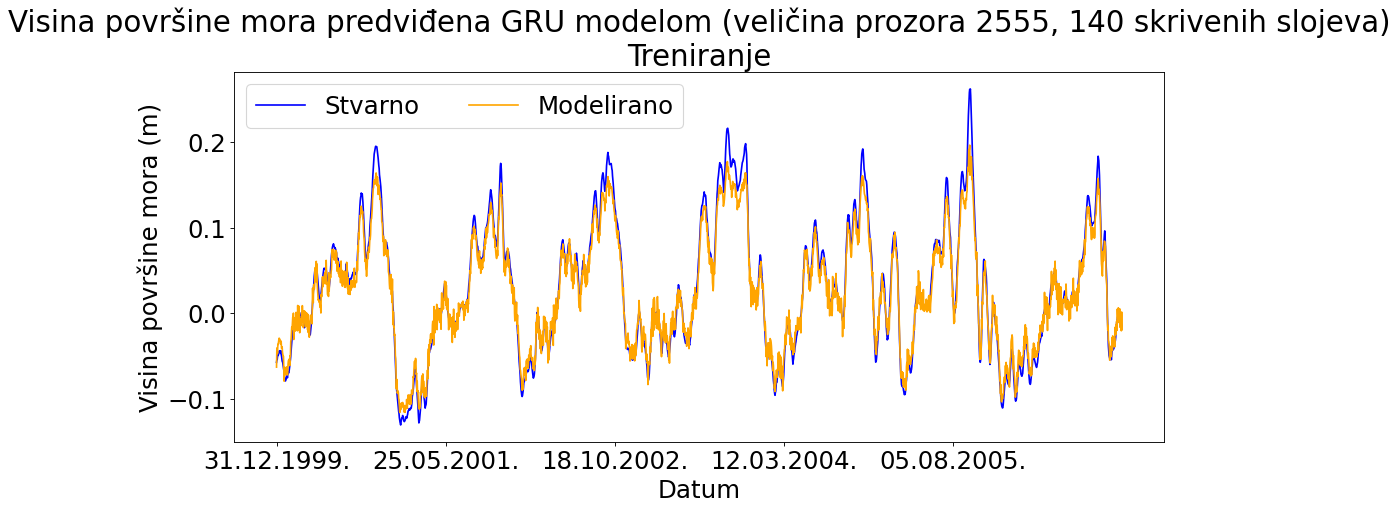 Visina površine mora predviđena GRU modelom (veličina prozora 2555, 140 skrivenih slojeva)
Treniranje
Stvarno
Modelirano
Visina površine mora (m)
0.2
0.1
0.0
−0.1
31.12.1999.
25.05.2001.
18.10.2002.
12.03.2004.
05.08.2005.
Datum